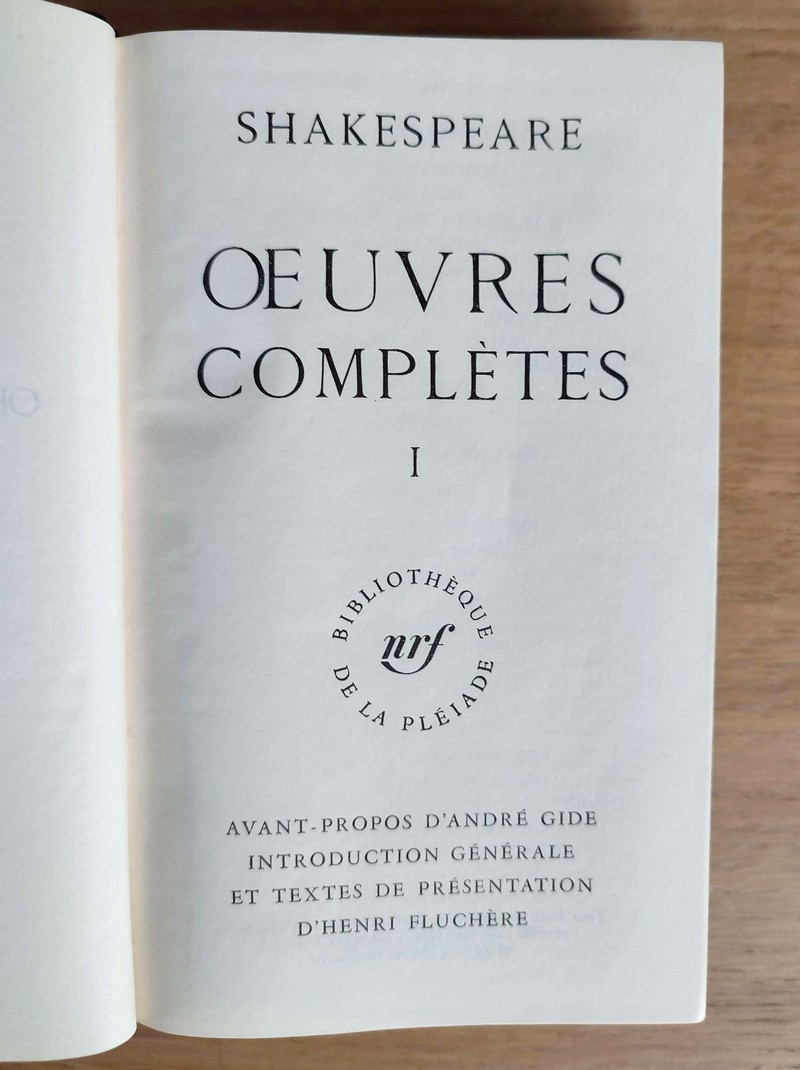 SHAKESPEARE
OEUVRES
COMPLÈTES
I
BIBLIOTHÈQUE
DE LA PLÉIADE
nrf
AVANT-PROPOS D'ANDRÉ GIDE
INTRODUCTION GÉNÉRALE
ET TEXTES DE PRÉSENTATION
D'HENRI FLUCHÈRE